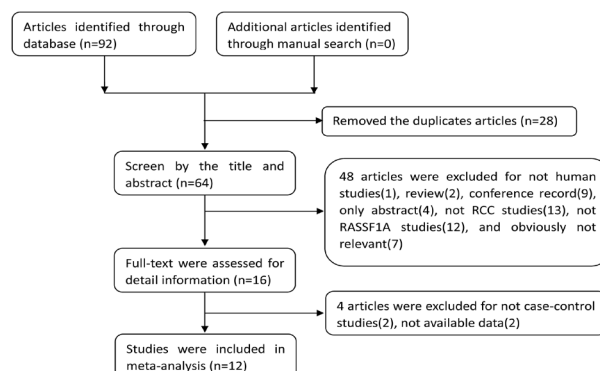 Articles identified through
database (n=92)
Additional articles identified
through manual search (n=0)
Removed the duplicates articles (n=28)
Screen by the title and
abstract (n=64)
48 articles were excluded for not human
studies(1), review(2), conference record(9),
only abstract(4), not RCC studies(13), not
RASSF1A studies(12), and obviously not
relevant(7)
Full-text were assessed for
detail information (n=16)
4 articles were excluded for not case-control
studies(2), not available data(2)
Studies were included in
meta-analysis (n=12)